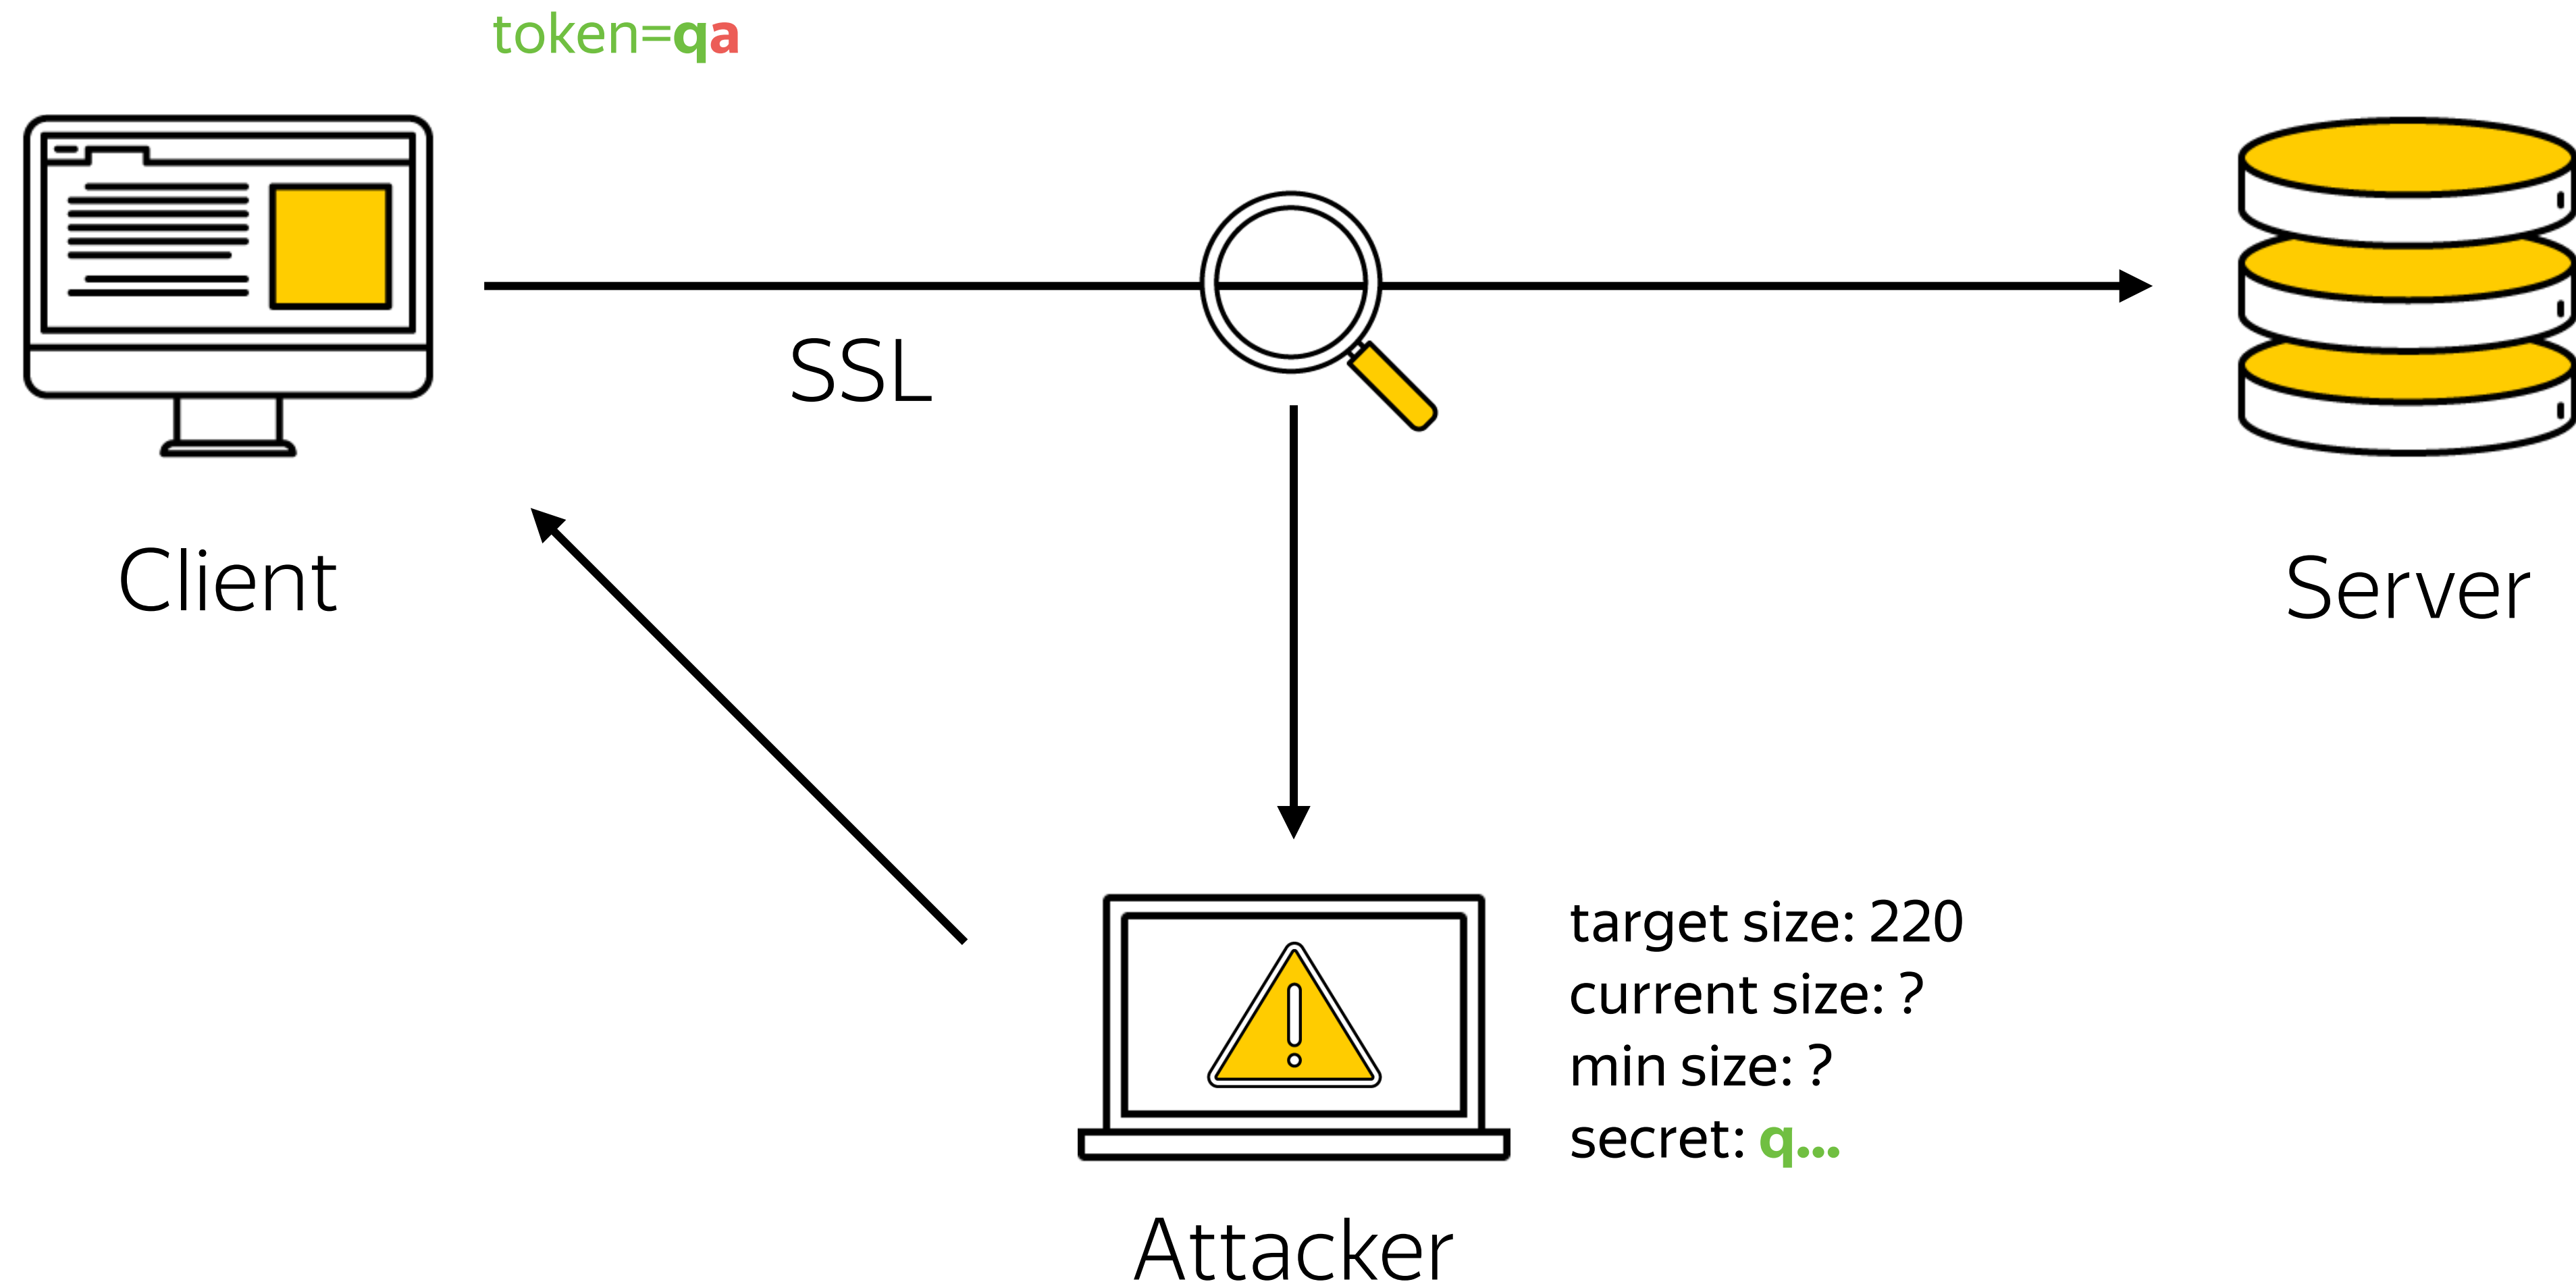 token=qa
SSL
Client
Server
target size: 220
current size: ?
min size: ?
secret: q...
Attacker